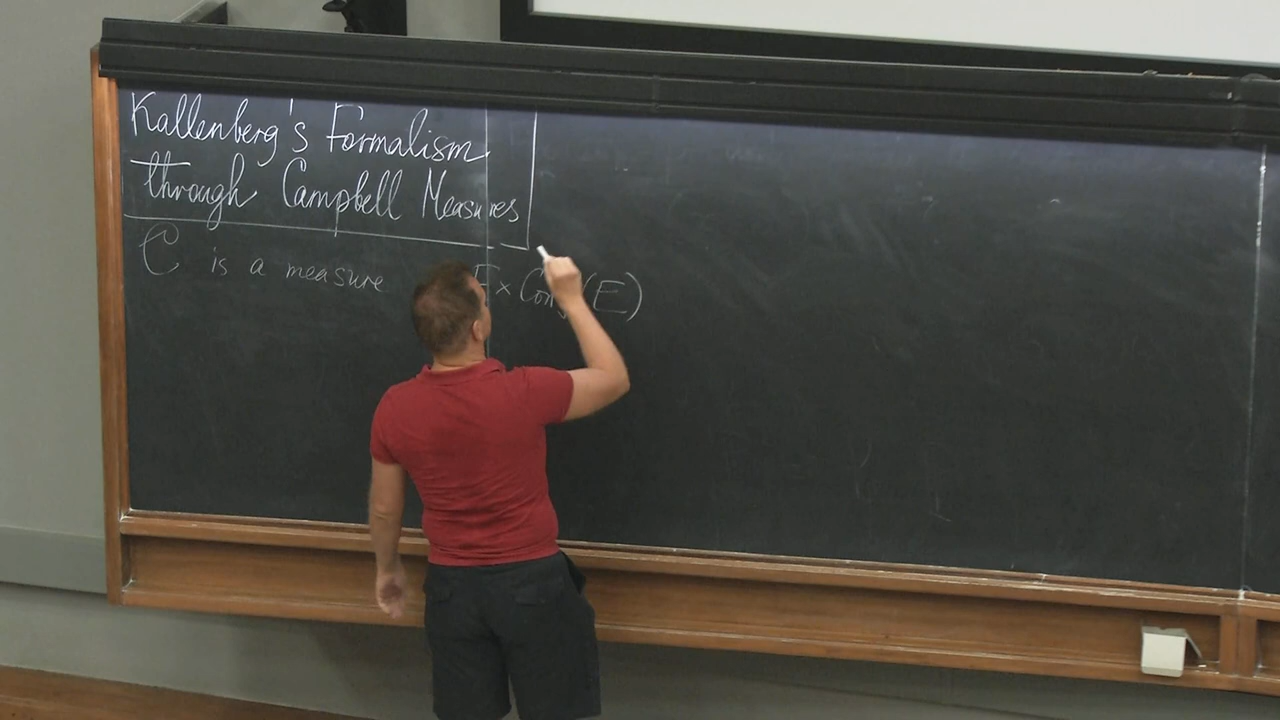 Kallenberg's Formalism
through Campbell Measures
C is a measure E × Conf(E)